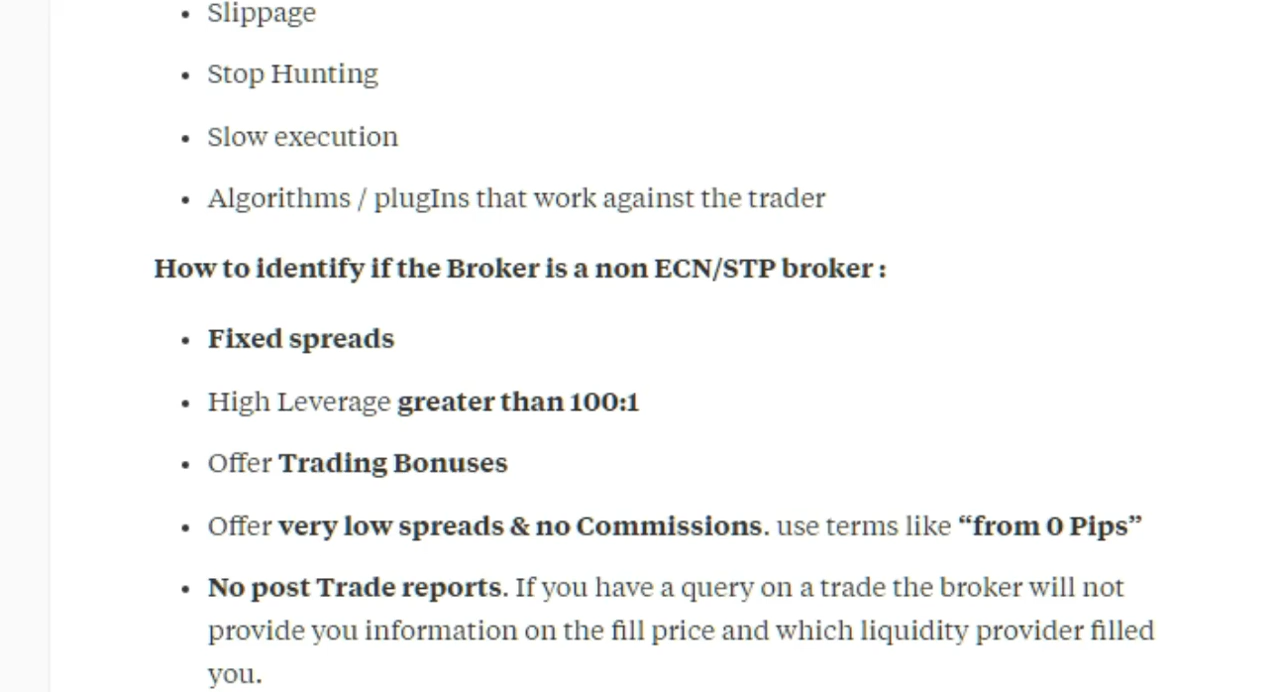 • Slippage
• Stop Hunting
• Slow execution
• Algorithms / plugIns that work against the trader
How to identify if the Broker is a non ECN/STP broker :
• Fixed spreads
• High Leverage greater than 100:1
• Offer Trading Bonuses
• Offer very low spreads & no Commissions. use terms like “from 0 Pips”
• No post Trade reports. If you have a query on a trade the broker will not
provide you information on the fill price and which liquidity provider filled
you.